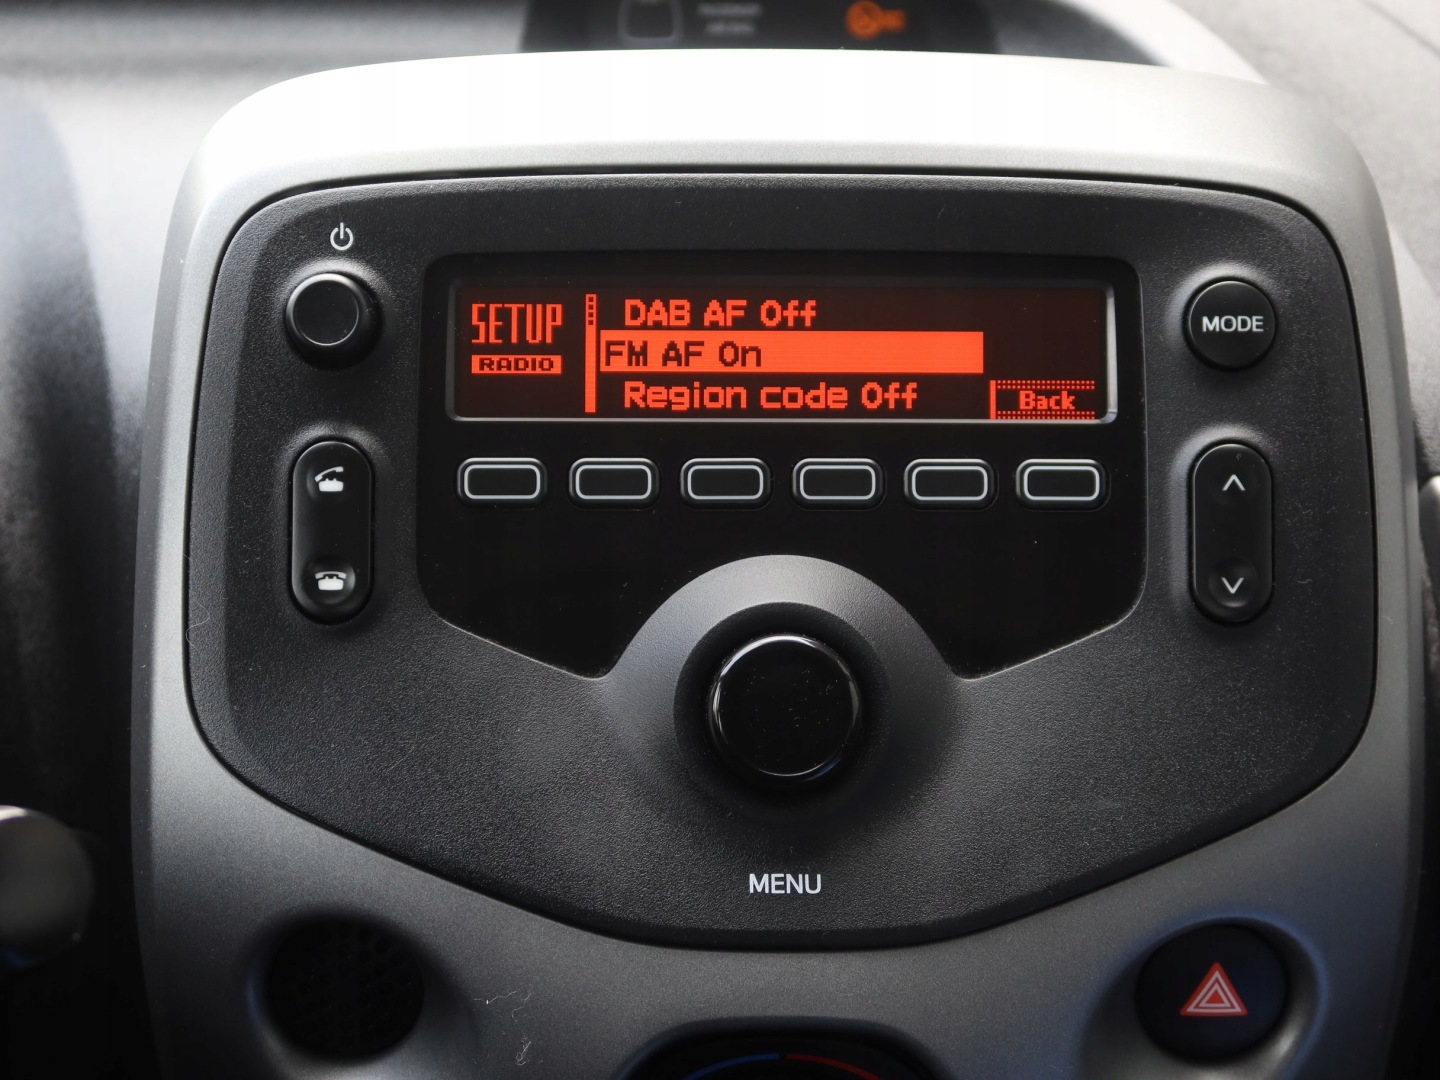 SETUP
RADIO
DAB AF Off
FM AF On
Region code Off
Back
MODE
MENU